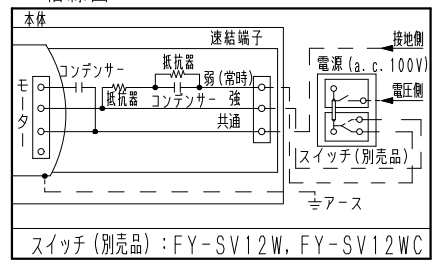 本体
速結端子
接地側
抵抗器
コンデンサー
弱(常時)
電源(a.c.100V)
モーター
抵抗器
コンデンサー
強
電圧側
共通
スイッチ(別売品)
アース
スイッチ(別売品):FY-SV12W,FY-SV12WC